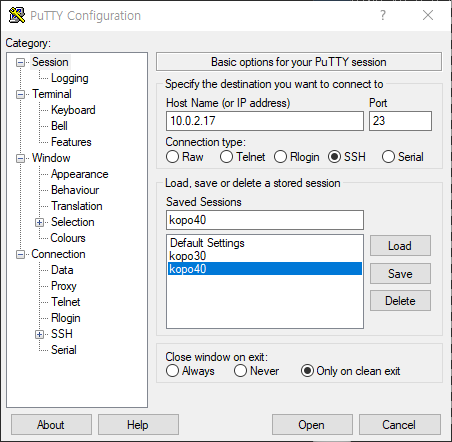 PuTTY Configuration
?
Category:
Session
Logging
Terminal
Keyboard
Bell
Features
Window
Appearance
Behaviour
Translation
Selection
Colours
Connection
Data
Proxy
Telnet
Rlogin
SSH
Serial
Basic options for your PuTTY session
Specify the destination you want to connect to
Host Name (or IP address) Port
10.0.2.17 23
Connection type:
Raw Telnet Rlogin SSH Serial
Load, save or delete a stored session
Saved Sessions
kopo40
Default Settings
kopo30
kopo40
Load
Save
Delete
Close window on exit:
Always Never Only on clean exit
About Help Open Cancel